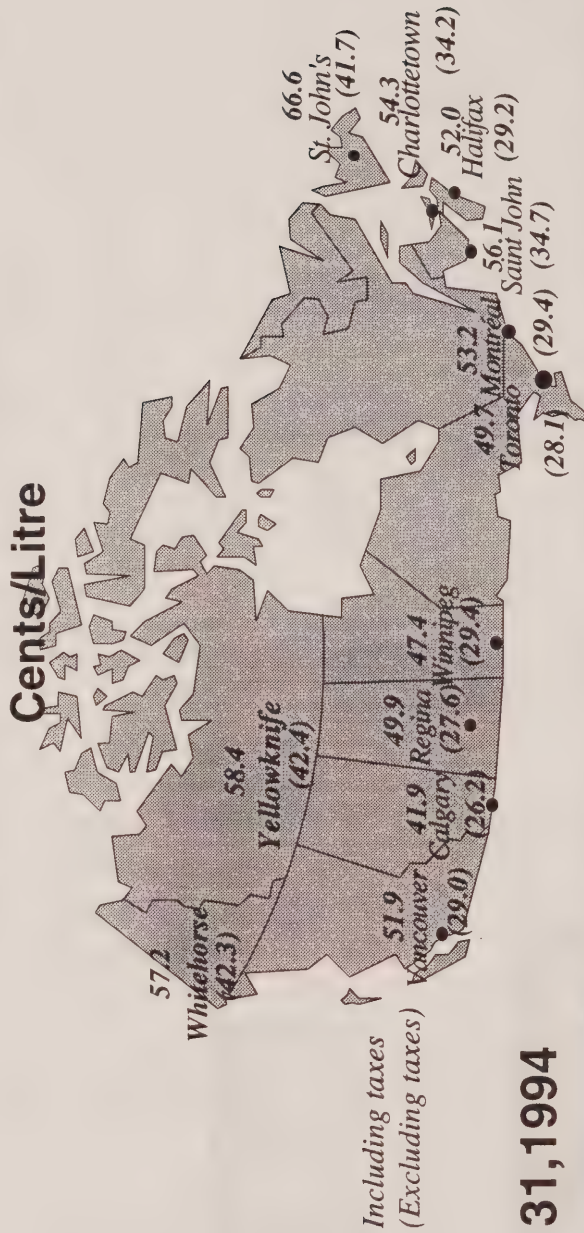 Cents/Litre
57.2
Whitehorse
(42.3)
58.4
Yellowknife
(42.4)
66.6
St. John's
(41.7)
54.3
Charlottetown
(34.2)
52.0
Halifax
(29.2)
56.1
Saint John
(34.7)
53.2
Montréal
(29.4)
49.7
Toronto
(28.1)
47.4
Winnipeg
(29.4)
49.9
Regina
(27.6)
41.9
Calgary
(26.2)
51.9
Vancouver
(29.0)
Including taxes
(Excluding taxes)
31,1994